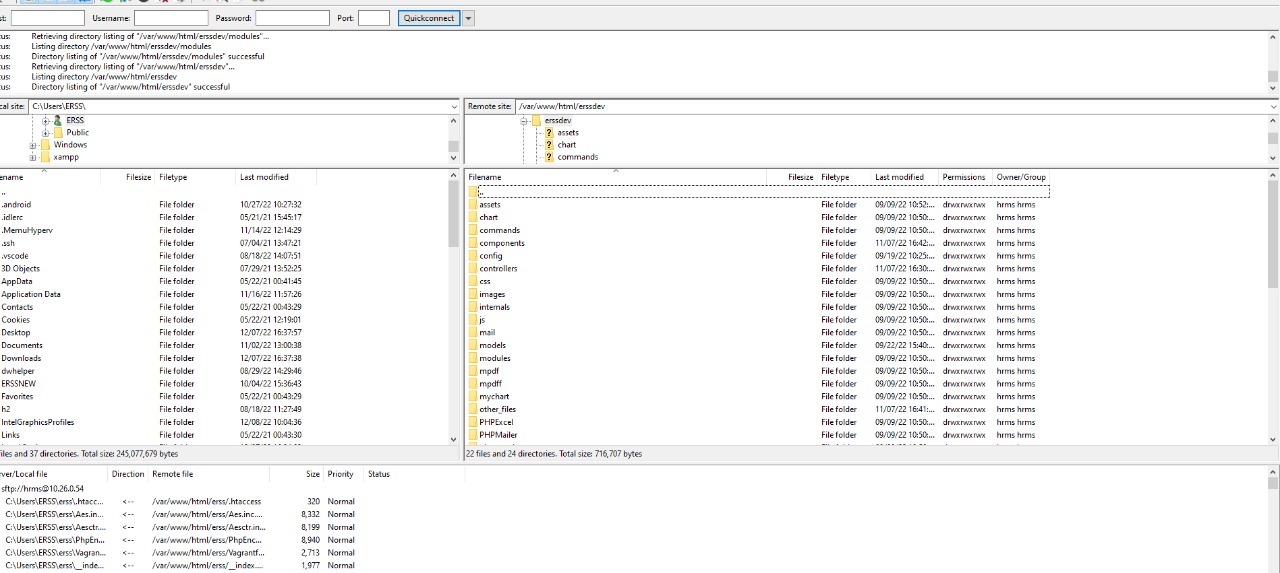 st: Username: Password: Port: Quickconnect
tus: Retrieving directory listing of "/var/www/html/erssdev/modules"...
tus: Listing directory /var/www/html/erssdev/modules
tus: Directory listing of "/var/www/html/erssdev/modules" successful
tus: Retrieving directory listing of "/var/www/html/erssdev"...
tus: Listing directory /var/www/html/erssdev
tus: Directory listing of "/var/www/html/erssdev" successful
cal site: C:\Users\ERSS\
ERSS
Public
Windows
xampp
Remote site: /var/www/html/erssdev
erssdev
? assets
? chart
? commands
ename Filesize Filetype Last modified
..
.android File folder 10/27/22 10:27:32
.idlerc File folder 05/21/21 15:45:17
.MemuHyperv File folder 11/14/22 12:14:29
.ssh File folder 07/04/21 13:47:21
.vscode File folder 08/18/22 14:07:51
3D Objects File folder 07/29/21 13:52:25
AppData File folder 05/22/21 00:41:45
Application Data File folder 11/16/22 11:57:26
Contacts File folder 05/22/21 00:43:29
Cookies File folder 05/21/21 12:19:01
Desktop File folder 12/07/22 16:37:57
Documents File folder 11/02/22 13:00:38
Downloads File folder 12/07/22 16:37:38
dwhelper File folder 08/29/22 14:29:46
ERSSNEW File folder 10/04/22 15:36:43
Favorites File folder 05/22/21 00:43:29
h2 File folder 08/18/22 11:27:49
IntelGraphicsProfiles File folder 12/08/22 10:04:36
Links File folder 05/22/21 00:43:30
files and 37 directories. Total size: 245,077,679 bytes
Filename Filesize Filetype Last modified Permissions Owner/Group
..
assets File folder 09/09/22 10:52:... drwxrwxrwx hrms hrms
chart File folder 09/09/22 10:50:... drwxrwxrwx hrms hrms
commands File folder 09/09/22 10:50:... drwxrwxrwx hrms hrms
components File folder 11/07/22 16:42:... drwxrwxrwx hrms hrms
config File folder 09/19/22 10:25:... drwxrwxrwx hrms hrms
controllers File folder 11/07/22 16:30:... drwxrwxrwx hrms hrms
css File folder 09/09/22 10:50:... drwxrwxrwx hrms hrms
images File folder 09/09/22 10:50:... drwxrwxrwx hrms hrms
internals File folder 09/09/22 10:50:... drwxrwxrwx hrms hrms
js File folder 09/09/22 10:50:... drwxrwxrwx hrms hrms
mail File folder 09/09/22 10:50:... drwxrwxrwx hrms hrms
models File folder 09/22/22 15:40:... drwxrwxrwx hrms hrms
modules File folder 09/09/22 10:50:... drwxrwxrwx hrms hrms
mpdf File folder 09/09/22 10:50:... drwxrwxrwx hrms hrms
mpdff File folder 09/09/22 10:50:... drwxrwxrwx hrms hrms
mychart File folder 09/09/22 10:50:... drwxrwxrwx hrms hrms
other_files File folder 11/07/22 16:41:... drwxrwxrwx hrms hrms
PHPExcel File folder 09/09/22 10:50:... drwxrwxrwx hrms hrms
PHPMailer File folder 09/09/22 10:50:... drwxrwxrwx hrms hrms
22 files and 24 directories. Total size: 716,707 bytes
rver/Local file Direction Remote file Size Priority Status
sftp://hrms@10.26.0.54
C:\Users\ERSS\erss\.htacc... <-- /var/www/html/erss/.htaccess 320 Normal
C:\Users\ERSS\erss\Aes.in... <-- /var/www/html/erss/Aes.inc.... 8,332 Normal
C:\Users\ERSS\erss\Aesctr.... <-- /var/www/html/erss/Aesctr.in... 8,199 Normal
C:\Users\ERSS\erss\PhpEn... <-- /var/www/html/erss/PhpEnc... 8,940 Normal
C:\Users\ERSS\erss\Vagran... <-- /var/www/html/erss/Vagrantf... 2,713 Normal
C:\Users\ERSS\erss\__inde... <-- /var/www/html/erss/__index.... 1,977 Normal